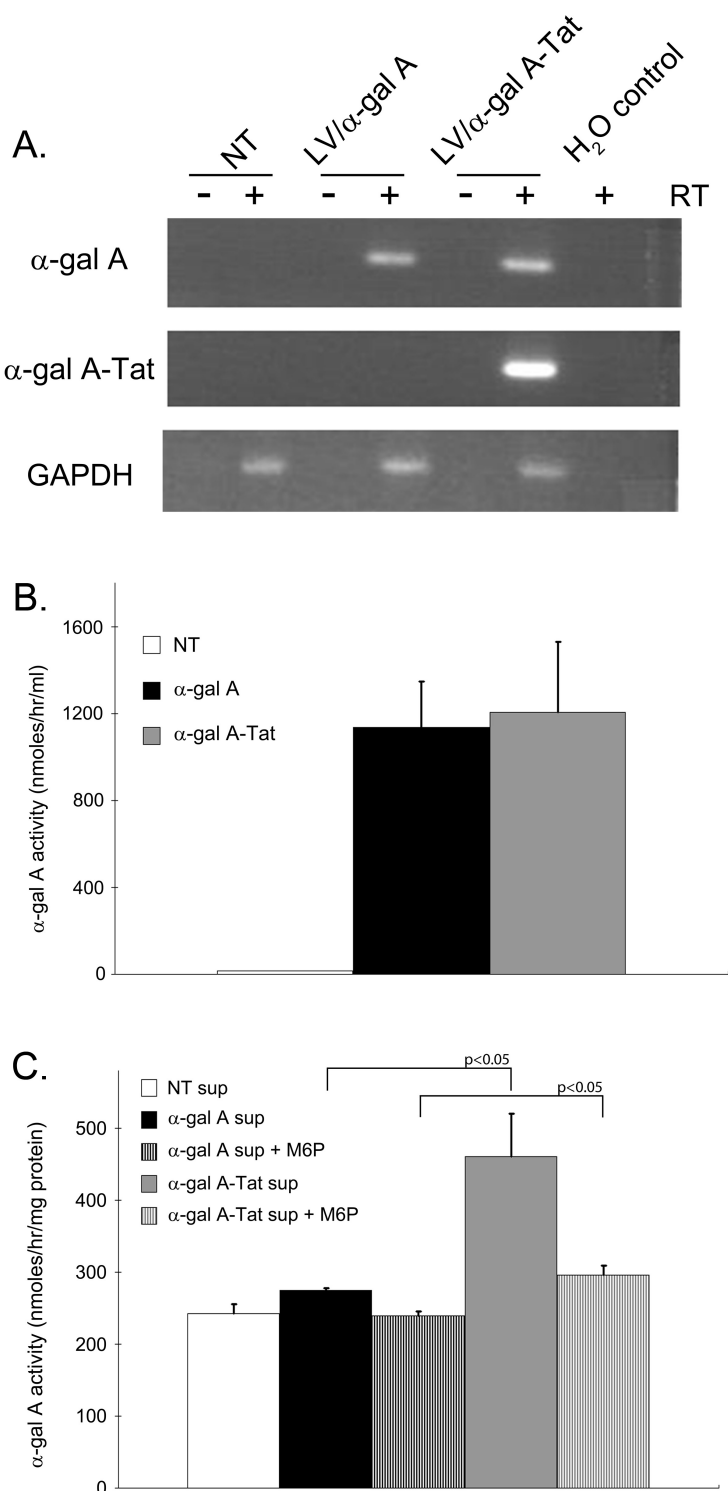 A.
NT
LV/α-gal A
LV/α-gal A-Tat
H₂O control
- + - + - + + RT
α-gal A
α-gal A-Tat
GAPDH
B.
α-gal A activity (nmoles/hr/ml)
1600
1200
800
400
0
NT
α-gal A
α-gal A-Tat
C.
α-gal A activity (nmoles/hr/mg protein)
500
400
300
200
100
0
NT sup
α-gal A sup
α-gal A sup + M6P
α-gal A-Tat sup
α-gal A-Tat sup + M6P
p<0.05
p<0.05